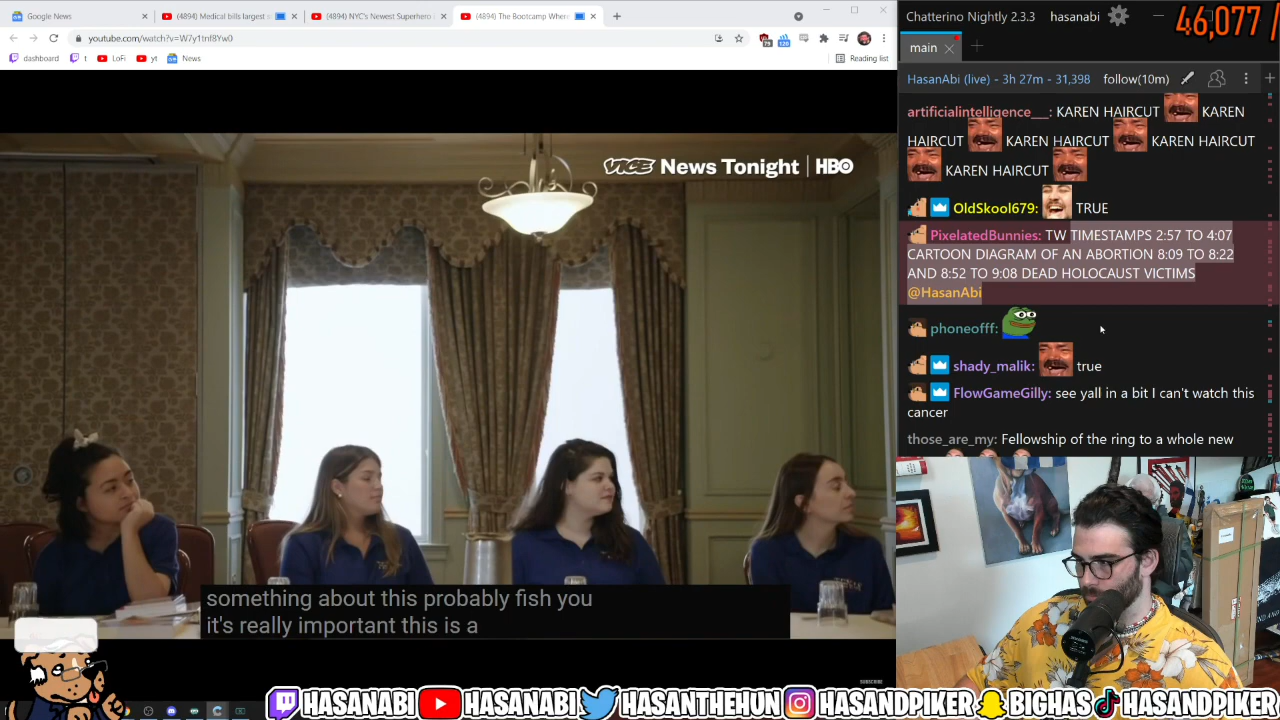 Google News
(4894) Medical bills largest s
(4894) NYC's Newest Superhero
(4894) The Bootcamp Where
youtube.com/watch?v=W7y1tnf8Yw0
dashboard
t
LoFi
yt
News
Reading list
VICE News Tonight | HBO
something about this probably fish you
it's really important this is a
SUBSCRIBE
Chatterino Nightly 2.3.3
hasanabi
46,077 /
main
HasanAbi (live) - 3h 27m - 31,398
follow(10m)
artificialintelligence___: KAREN HAIRCUT KAREN
HAIRCUT KAREN HAIRCUT KAREN HAIRCUT
KAREN HAIRCUT
OldSkool679: TRUE
PixelatedBunnies: TW TIMESTAMPS 2:57 TO 4:07
CARTOON DIAGRAM OF AN ABORTION 8:09 TO 8:22
AND 8:52 TO 9:08 DEAD HOLOCAUST VICTIMS
@HasanAbi
phoneofff:
shady_malik: true
FlowGameGilly: see yall in a bit I can't watch this
cancer
those_are_my: Fellowship of the ring to a whole new
HASANABI
HASANABI
HASANTHEHUN
HASANDPIKER
BIGHAS
HASANDPIKER